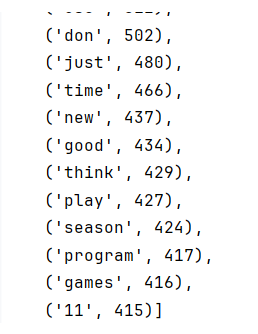 ('don', 502),
('just', 480),
('time', 466),
('new', 437),
('good', 434),
('think', 429),
('play', 427),
('season', 424),
('program', 417),
('games', 416),
('11', 415)]